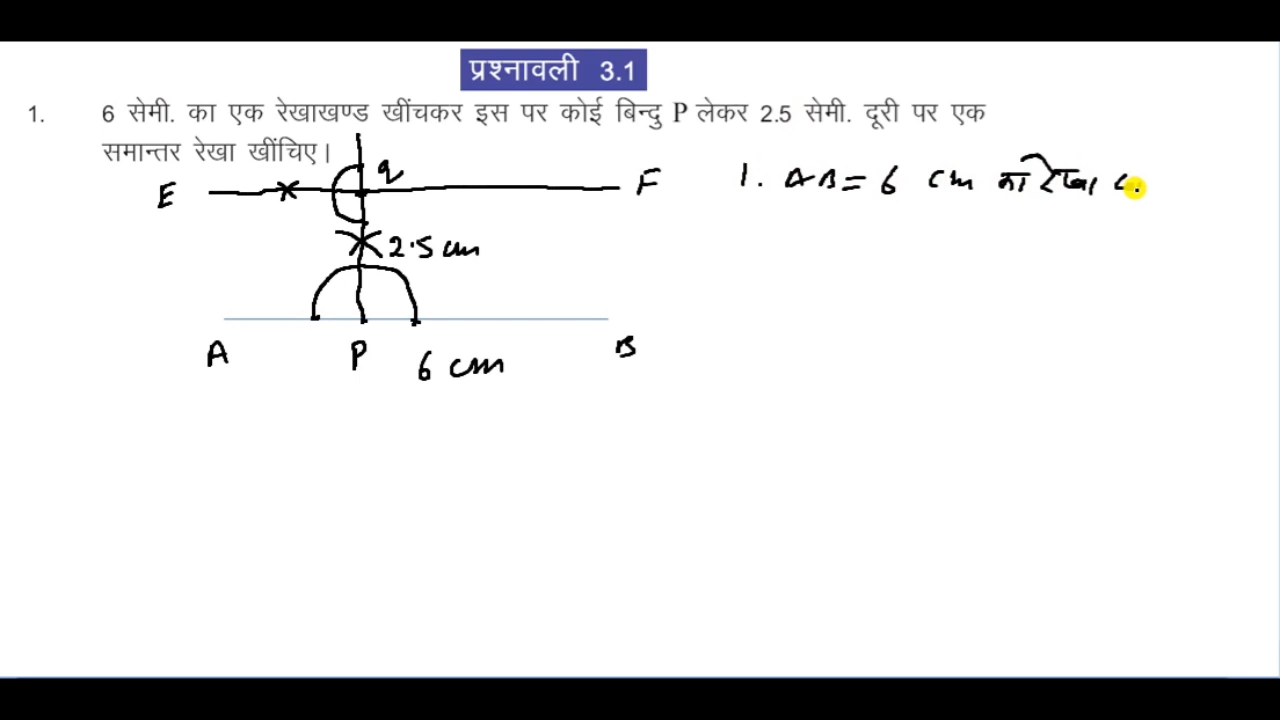 प्रश्नावली 3.1
1. 6 सेमी. का एक रेखाखण्ड खींचकर इस पर कोई बिन्दु P लेकर 2.5 सेमी. दूरी पर एक
समान्तर रेखा खींचिए।
E q F
1. AB = 6 cm का रेखा
2.5 cm
A P 6 cm B